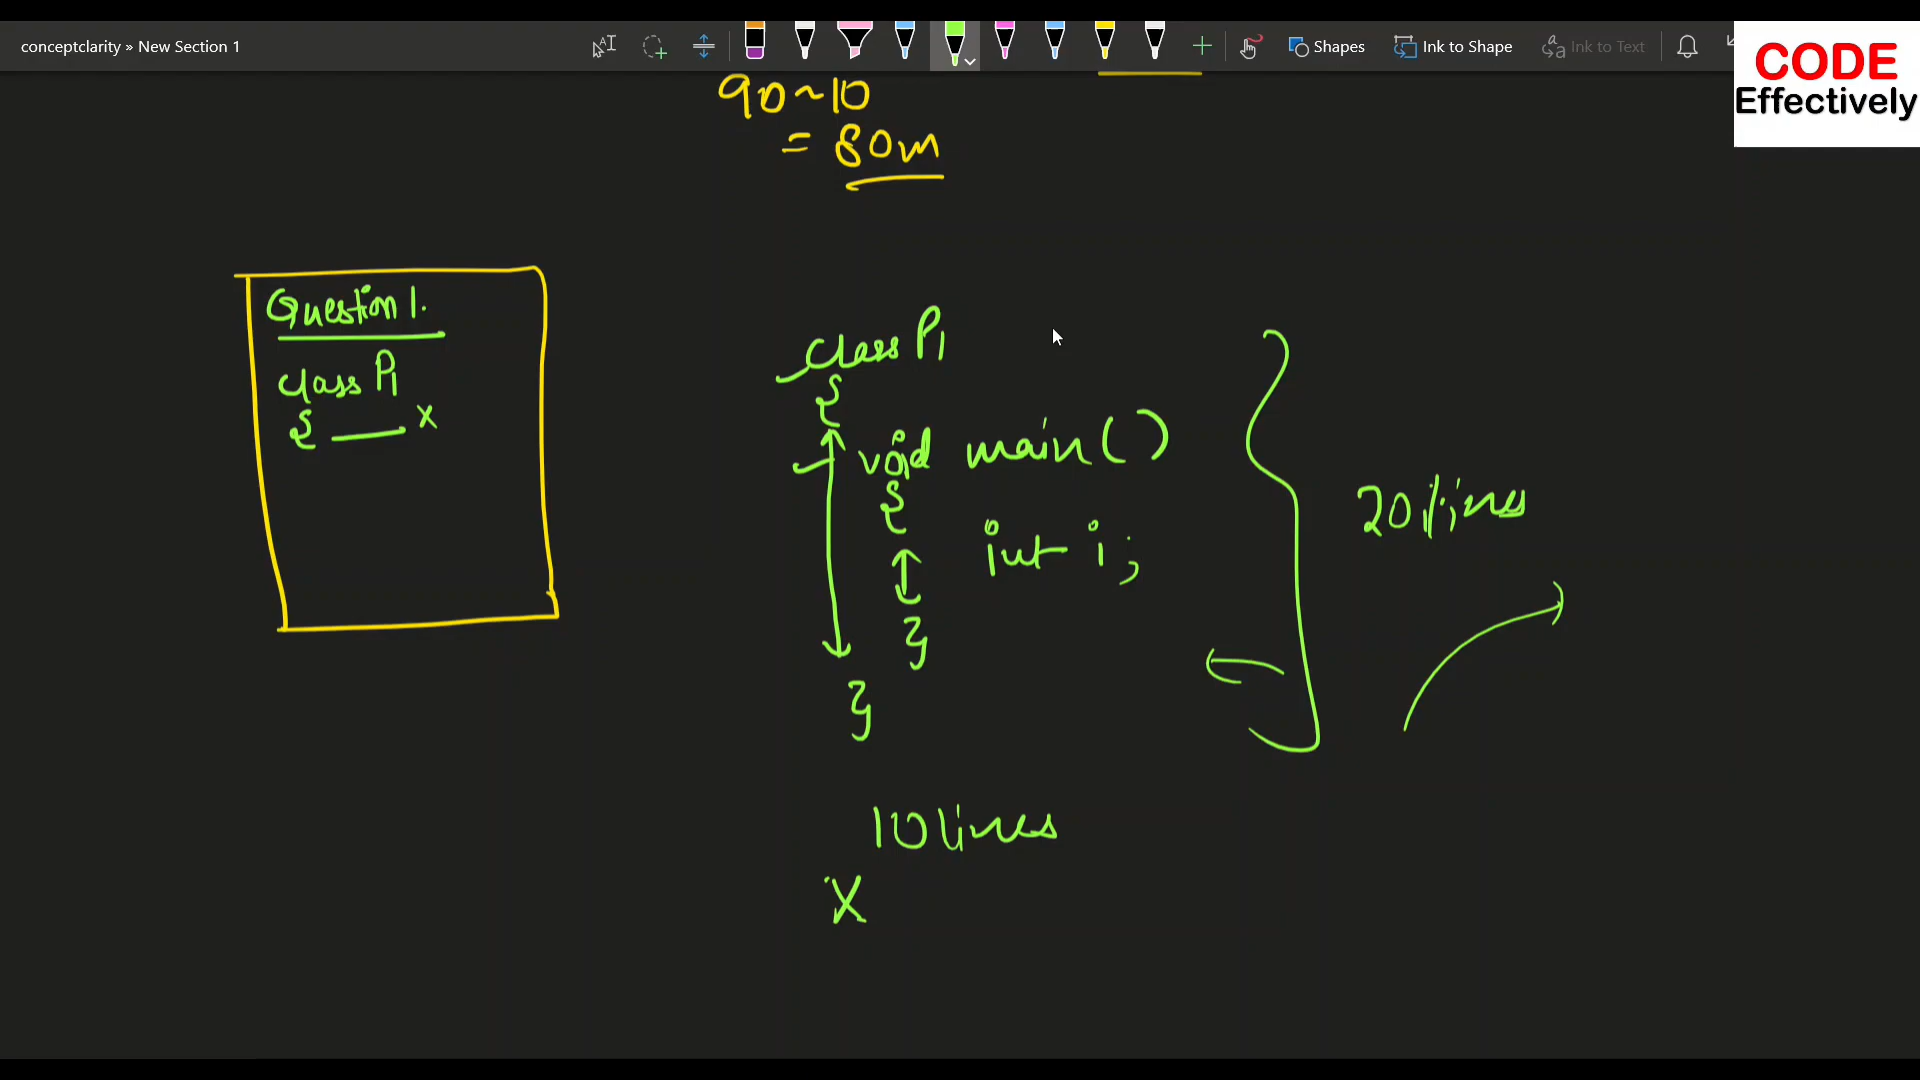 conceptclarity » New Section 1
Shapes
Ink to Shape
Ink to Text
CODE
Effectively
90~10
= 80m
Question 1.
class P1
{ ____ x
class P1
{
void main()
{
int i;
}
}
20 lines
10 lines
X